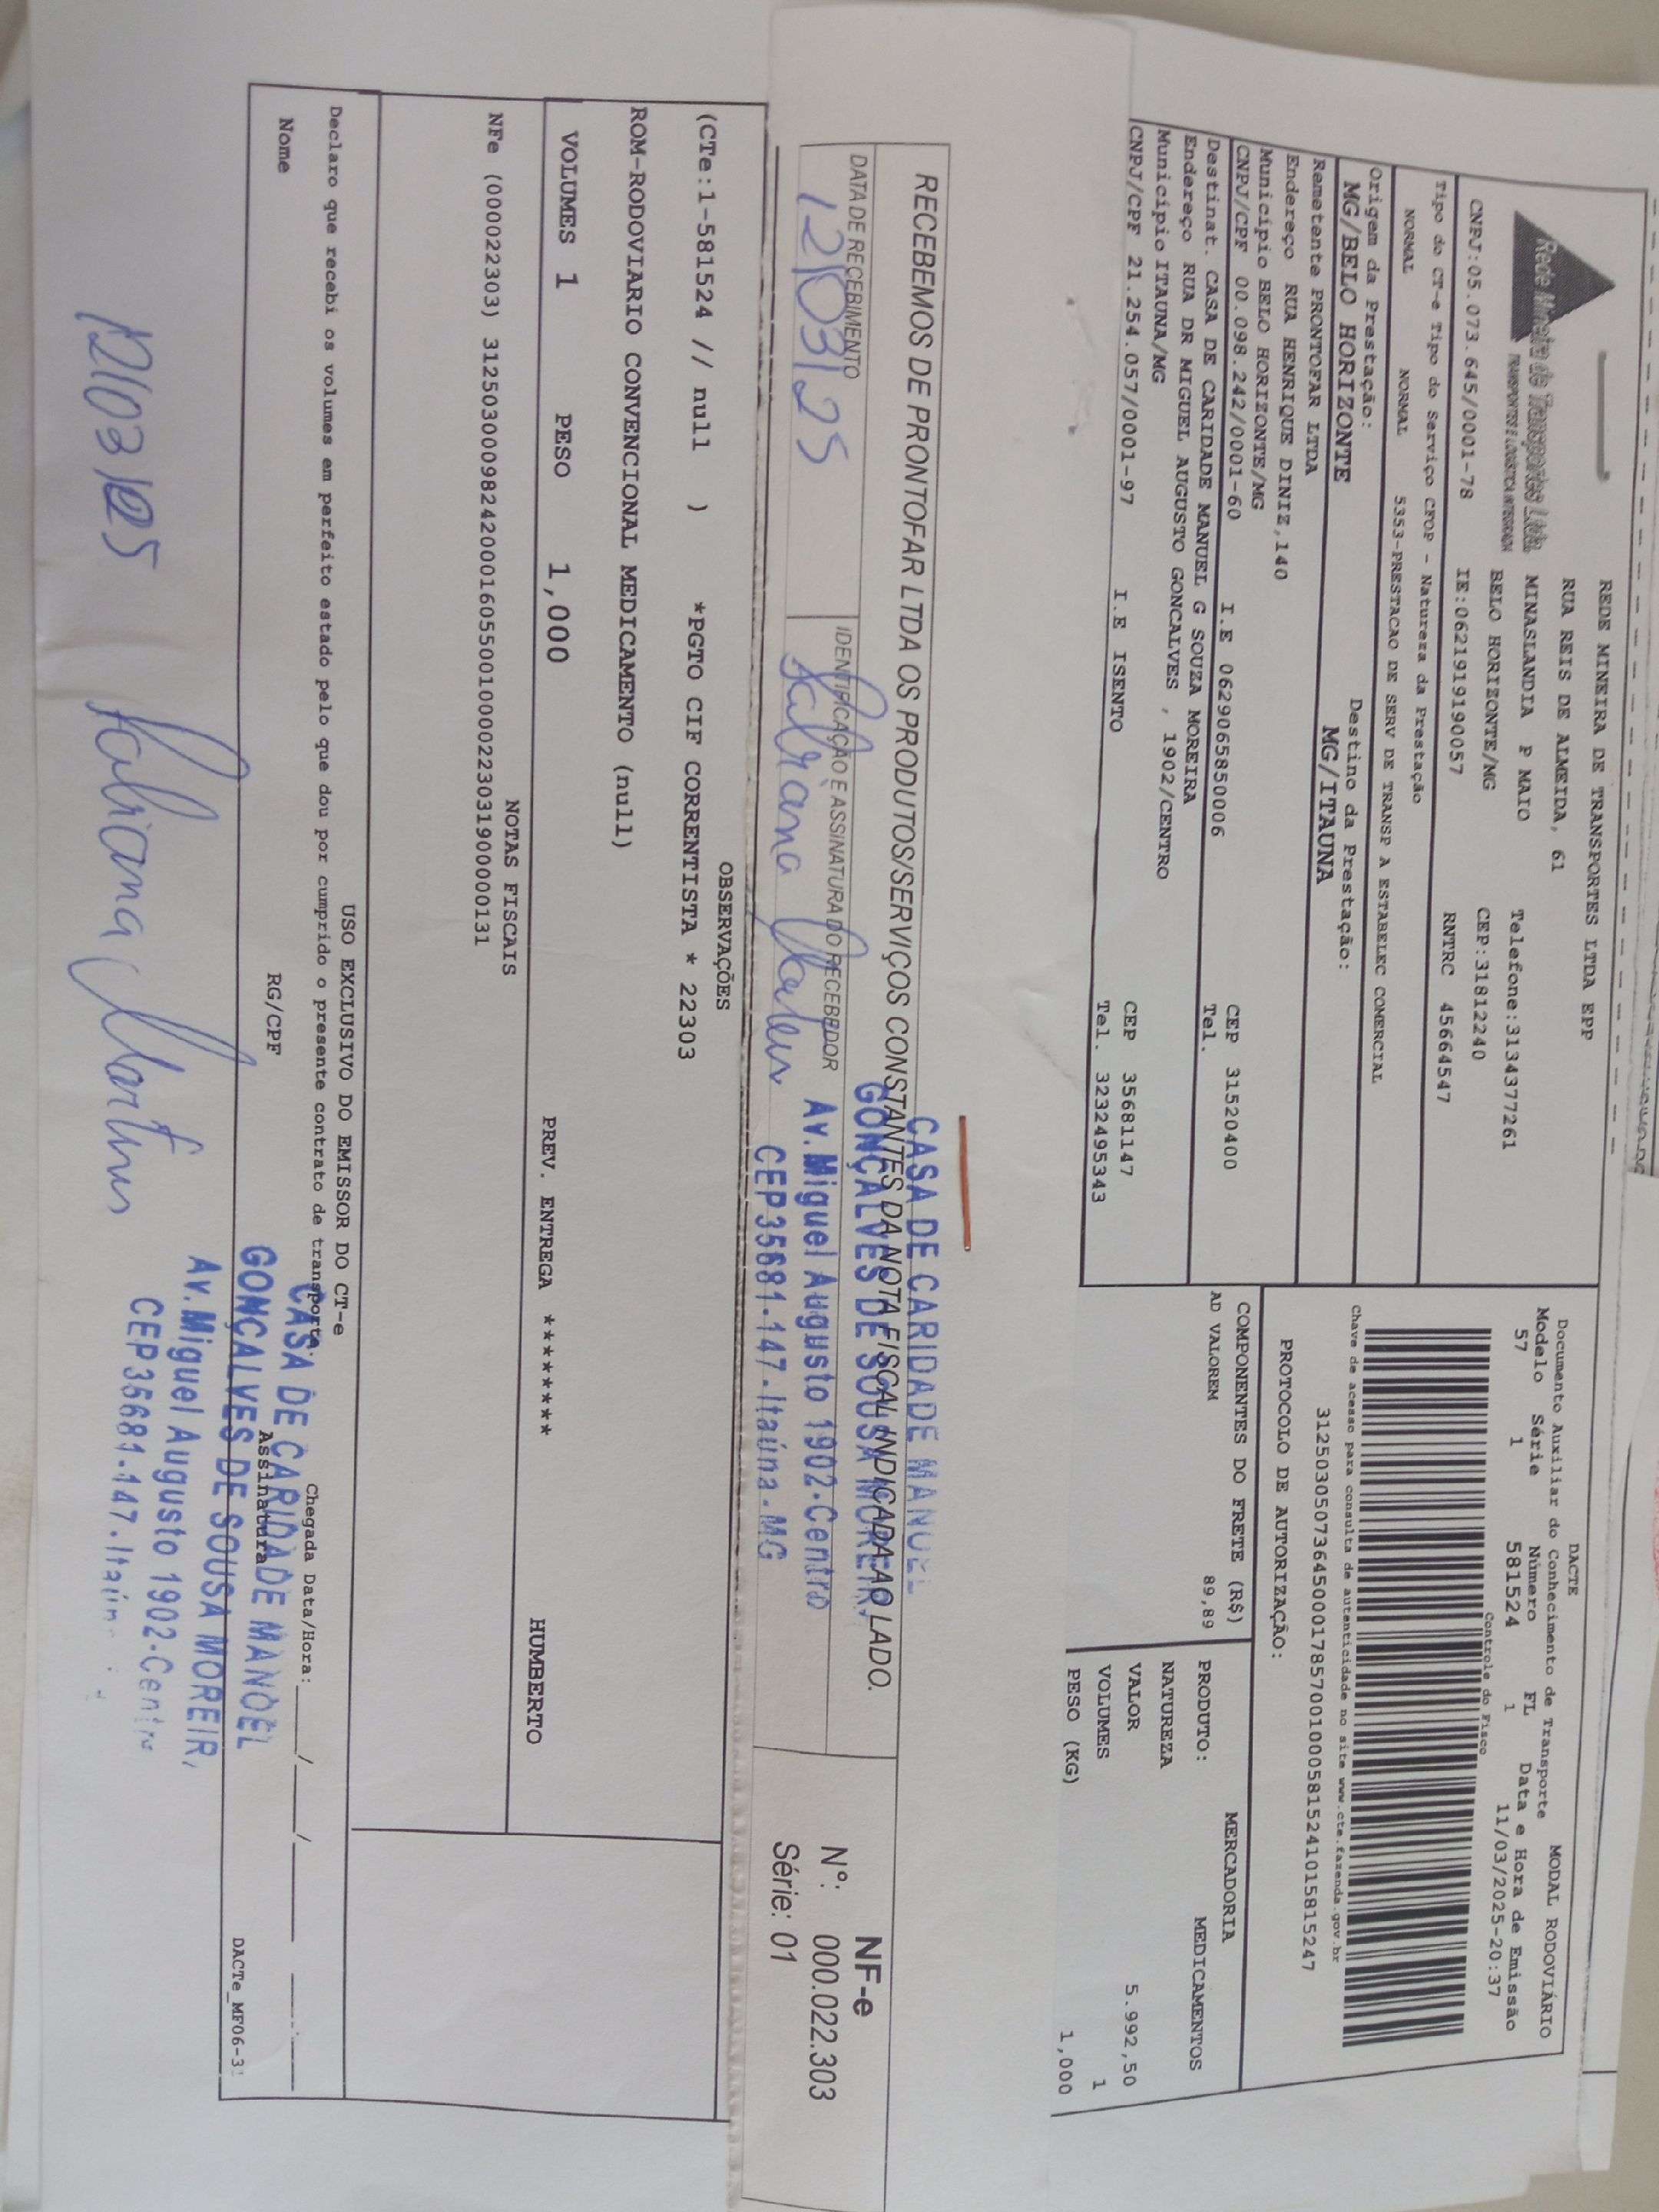 Rede Mineira de Transportes Ltda
TRANSPORTES E LOGÍSTICA INTEGRADA
REDE MINEIRA DE TRANSPORTES LTDA EPP
RUA REIS DE ALMEIDA, 61
MINASLANDIA P MAIO Telefone:3134377261
BELO HORIZONTE/MG CEP:31812240
CNPJ:05.073.645/0001-78 IE:0621919190057 RNTRC 45664547
Tipo do CT-e Tipo do Serviço CFOP - Natureza da Prestação
NORMAL NORMAL 5353-PRESTACAO DE SERV DE TRANSP A ESTABELEC COMERCIAL
Origem da Prestação: Destino da Prestação:
MG/BELO HORIZONTE MG/ITAUNA
Remetente PRONTOFAR LTDA
Endereço RUA HENRIQUE DINIZ,140
Município BELO HORIZONTE/MG CEP 31520400
CNPJ/CPF 00.098.242/0001-60 I.E 0629065850006 Tel.
Destinat. CASA DE CARIDADE MANUEL G SOUZA MOREIRA
Endereço RUA DR MIGUEL AUGUSTO GONCALVES , 1902/CENTRO
Município ITAUNA/MG CEP 35681147
CNPJ/CPF 21.254.057/0001-97 I.E ISENTO Tel. 3232495343
DACTE MODAL RODOVIÁRIO
Documento Auxiliar do Conhecimento de Transporte
Modelo Série Número FL Data e Hora de Emissão
57 1 581524 1 11/03/2025-20:37
Controle do Fisco
Chave de acesso para consulta de autenticidade no site www.cte.fazenda.gov.br
31250305073645000178570010005815241015815247
PROTOCOLO DE AUTORIZAÇÃO:
COMPONENTES DO FRETE (R$)
AD VALOREM 89,89
MERCADORIA
PRODUTO: MEDICAMENTOS
NATUREZA
VALOR 5.992,50
VOLUMES 1
PESO (KG) 1,000
RECEBEMOS DE PRONTOFAR LTDA OS PRODUTOS/SERVIÇOS CONSTANTES DA NOTA FISCAL INDICADA AO LADO.
DATA DE RECEBIMENTO
12/03/25
IDENTIFICAÇÃO E ASSINATURA DO RECEBEDOR
CASA DE CARIDADE MANOEL
GONÇALVES DE SOUSA MOREIR
Av. Miguel Augusto 1902-Centro
CEP35681-147-Itaúna-MG
NF-e
Nº: 000.022.303
Série: 01
OBSERVAÇÕES
(CTe:1-581524 // null ) *PGTO CIF CORRENTISTA * 22303
ROM-RODOVIARIO CONVENCIONAL MEDICAMENTO (null)
VOLUMES 1 PESO 1,000 PREV. ENTREGA ******** HUMBERTO
NOTAS FISCAIS
NFe (000022303) 31250300098242000160550010000223031900000131
USO EXCLUSIVO DO EMISSOR DO CT-e
Declaro que recebi os volumes em perfeito estado pelo que dou por cumprido o presente contrato de transporte. Chegada Data/Hora: / /
Nome RG/CPF Assinatura
DACTe_MF06-3
CASA DE CARIDADE MANOEL
GONÇALVES DE SOUSA MOREIR
Av. Miguel Augusto 1902-Centro
CEP35681-147-Itaún
12/03/25